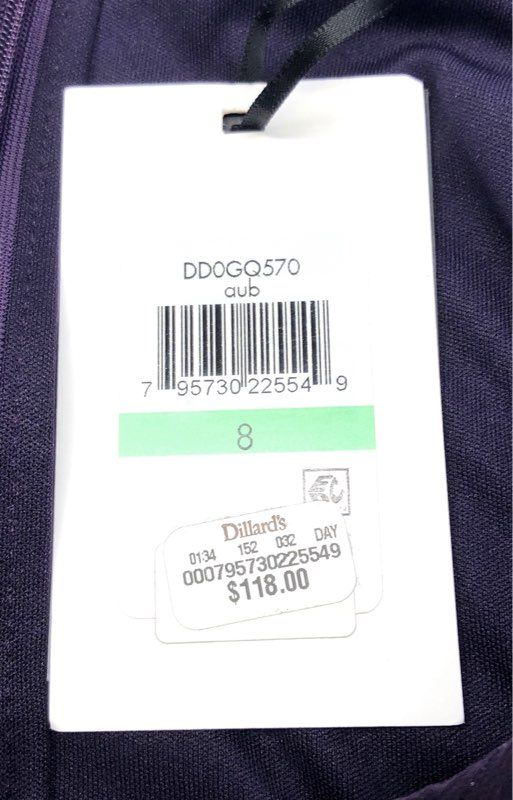 DD0GQ570
aub
7 95730 22554 9
8
Dillard's
0134 152 032 DAY
000795730225549
$118.00